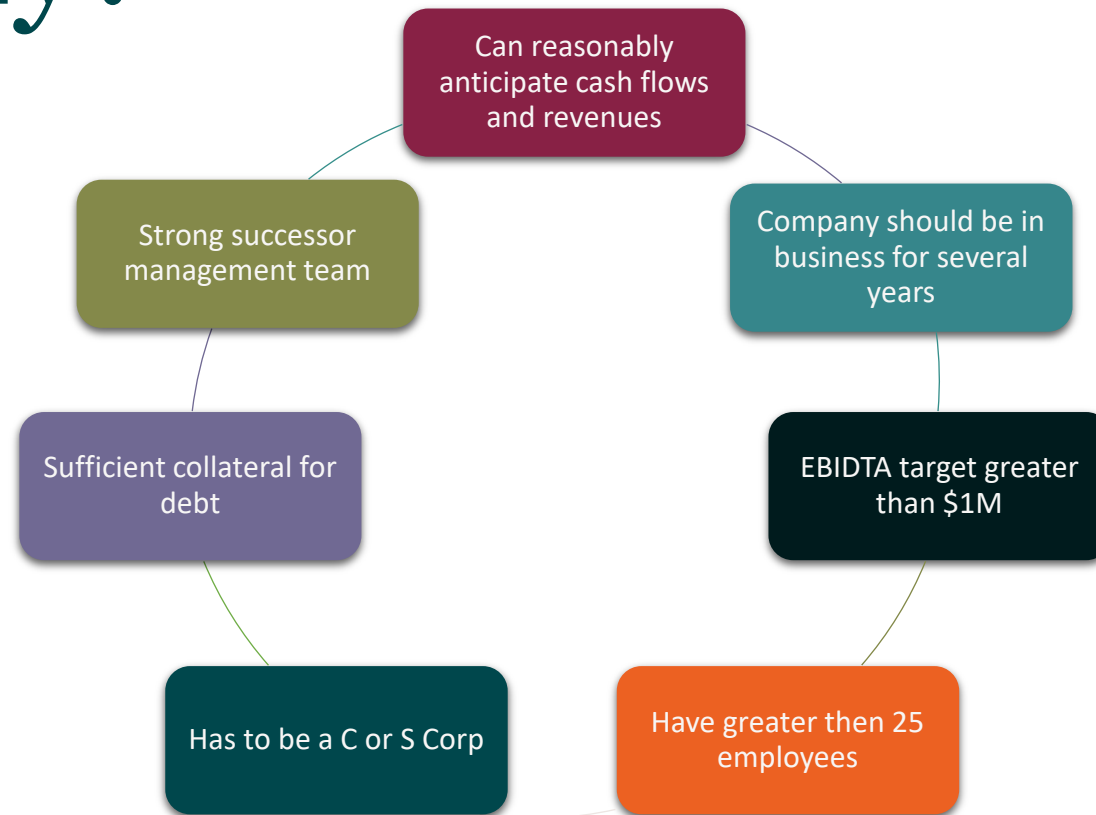 y?
Can reasonably
anticipate cash flows
and revenues
Strong successor
management team
Company should be in
business for several
years
Sufficient collateral for
debt
EBIDTA target greater
than $1M
Has to be a C or S Corp
Have greater then 25
employees